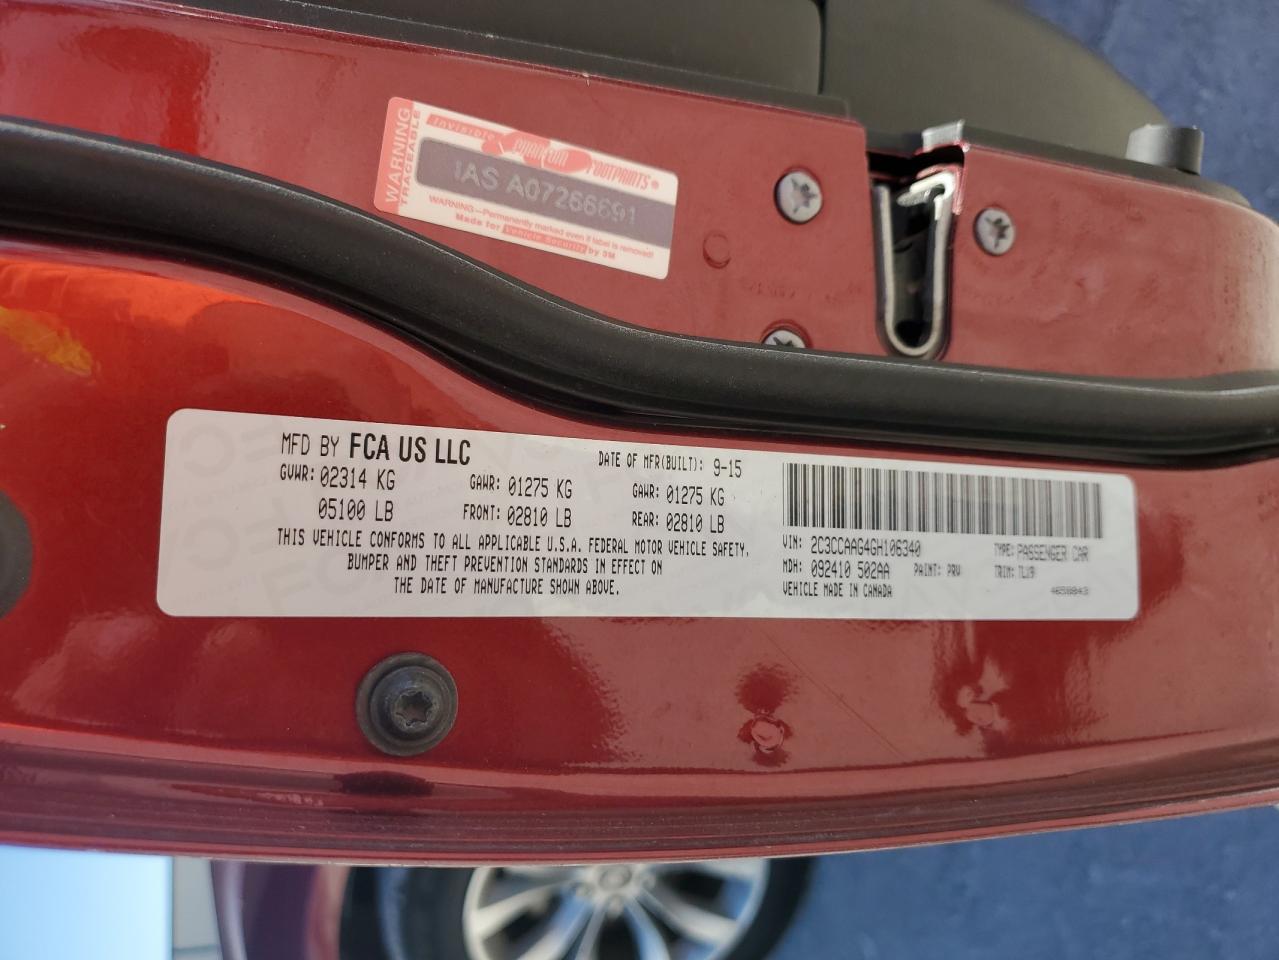 WARNING
TRACEABLE
Invisible PHANTOM FOOTPRINTS®
IAS A07266691
WARNING—Permanently marked even if label is removed!
Made for Vehicle Security by 3M
MFD BY FCA US LLC
DATE OF MFR(BUILT): 9-15
GVWR: 02314 KG GAWR: 01275 KG GAWR: 01275 KG
05100 LB FRONT: 02810 LB REAR: 02810 LB
THIS VEHICLE CONFORMS TO ALL APPLICABLE U.S.A. FEDERAL MOTOR VEHICLE SAFETY,
BUMPER AND THEFT PREVENTION STANDARDS IN EFFECT ON
THE DATE OF MANUFACTURE SHOWN ABOVE.
VIN: 2C3CCAAG4GH106340 TYPE: PASSENGER CAR
MDH: 092410 502AA PAINT: PRV TRIM: TLI9
VEHICLE MADE IN CANADA